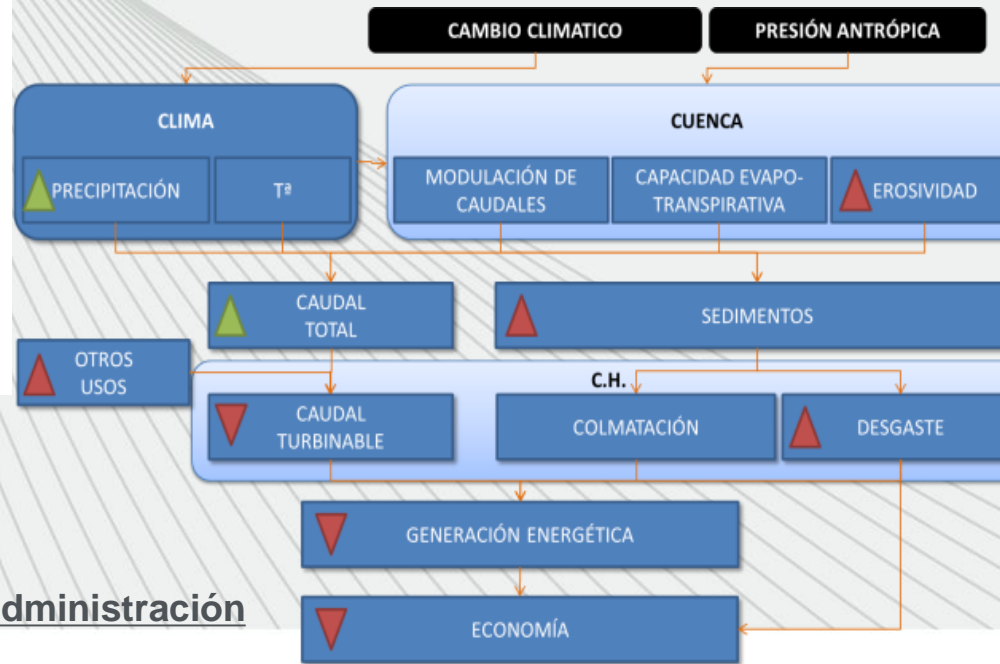 CAMBIO CLIMATICO
PRESIÓN ANTRÓPICA
CLIMA
CUENCA
PRECIPITACIÓN
Tª
MODULACIÓN DE
CAUDALES
CAPACIDAD EVAPO-
TRANSPIRATIVA
EROSIVIDAD
CAUDAL
TOTAL
SEDIMENTOS
OTROS
USOS
C.H.
CAUDAL
TURBINABLE
COLMATACIÓN
DESGASTE
GENERACIÓN ENERGÉTICA
dministración
ECONOMÍA